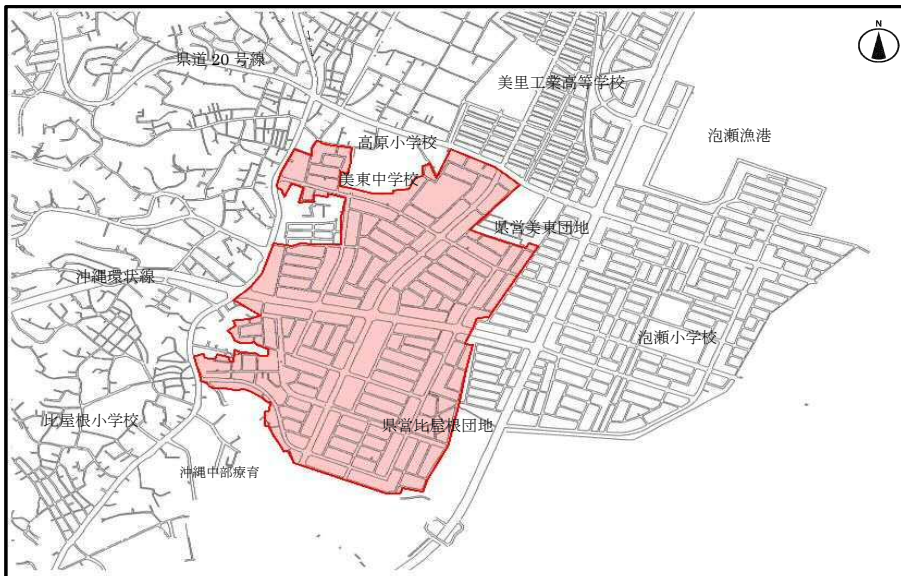 N
県道 20 号線
美里工業高等学校
泡瀬漁港
高原小学校
美東中学校
県営美東団地
沖縄環状線
泡瀬小学校
比屋根小学校
県営比屋根団地
沖縄中部療育